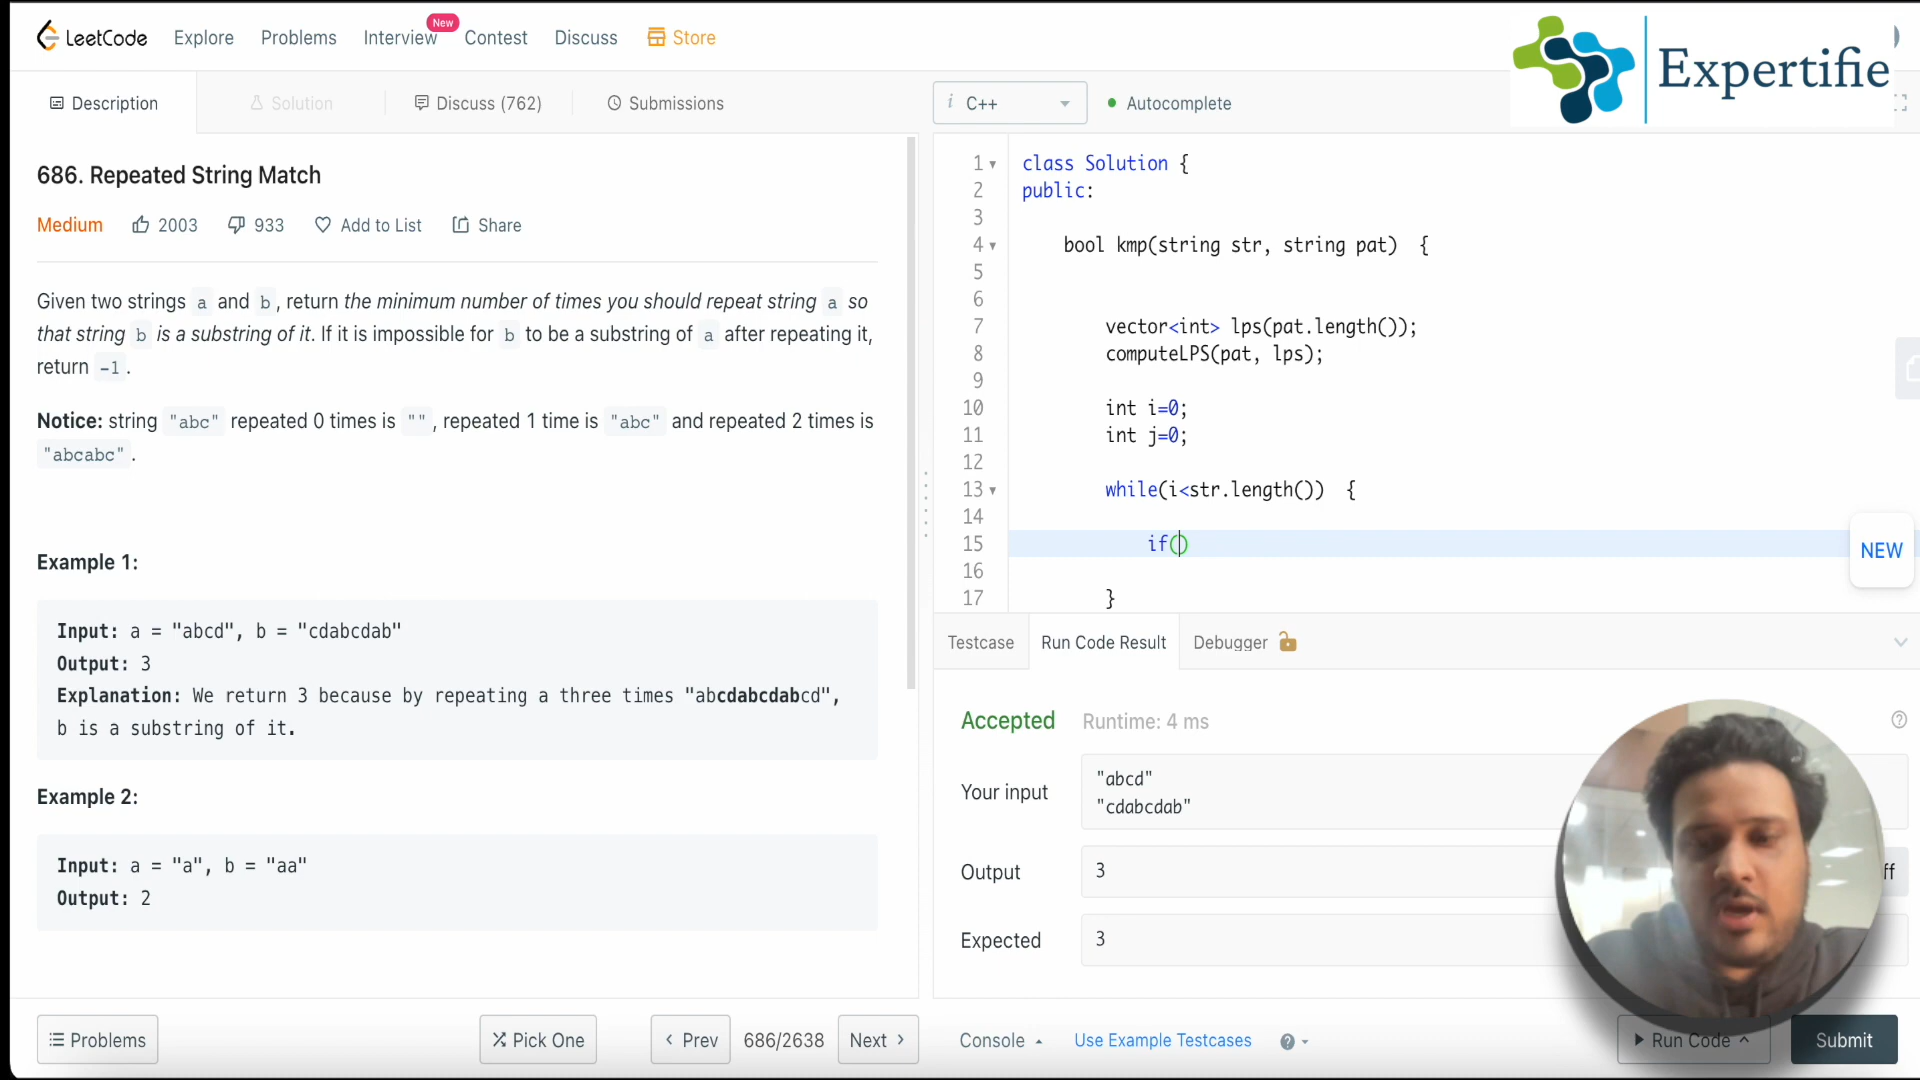 LeetCode Explore Problems Interview New Contest Discuss Store
Expertifie
Description Solution Discuss (762) Submissions
i C++ Autocomplete
686. Repeated String Match
Medium 2003 933 Add to List Share
Given two strings a and b, return the minimum number of times you should repeat string a so
that string b is a substring of it. If it is impossible for b to be a substring of a after repeating it,
return -1.
Notice: string "abc" repeated 0 times is "", repeated 1 time is "abc" and repeated 2 times is
"abcabc".
Example 1:
Input: a = "abcd", b = "cdabcdab"
Output: 3
Explanation: We return 3 because by repeating a three times "abcdabcdabcd",
b is a substring of it.
Example 2:
Input: a = "a", b = "aa"
Output: 2
1 class Solution {
2 public:
3
4 bool kmp(string str, string pat) {
5
6
7 vector<int> lps(pat.length());
8 computeLPS(pat, lps);
9
10 int i=0;
11 int j=0;
12
13 while(i<str.length()) {
14
15 if()
16
17 }
NEW
Testcase Run Code Result Debugger
Accepted Runtime: 4 ms
Your input
"abcd"
"cdabcdab"
Output 3
ff
Expected 3
Problems Pick One < Prev 686/2638 Next >
Console Use Example Testcases ? Run Code Submit